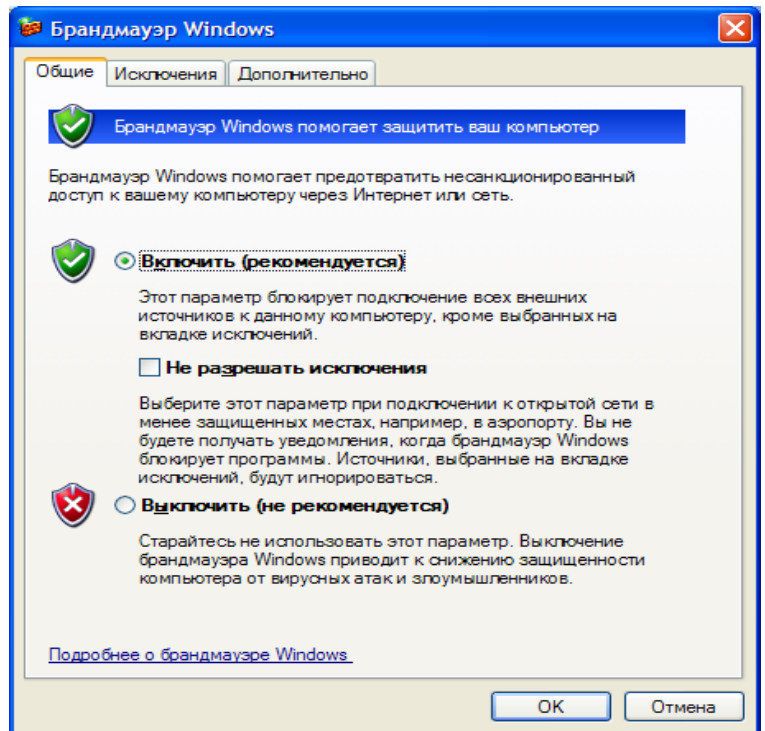 Брандмауэр Windows
Общие Исключения Дополнительно
Брандмауэр Windows помогает защитить ваш компьютер
Брандмауэр Windows помогает предотвратить несанкционированный
доступ к вашему компьютеру через Интернет или сеть.
Включить (рекомендуется)
Этот параметр блокирует подключение всех внешних
источников к данному компьютеру, кроме выбранных на
вкладке исключений.
Не разрешать исключения
Выберите этот параметр при подключении к открытой сети в
менее защищенных местах, например, в аэропорту. Вы не
будете получать уведомления, когда брандмауэр Windows
блокирует программы. Источники, выбранные на вкладке
исключений, будут игнорироваться.
Выключить (не рекомендуется)
Старайтесь не использовать этот параметр. Выключение
брандмауэра Windows приводит к снижению защищенности
компьютера от вирусных атак и злоумышленников.
Подробнее о брандмауэре Windows
OK Отмена